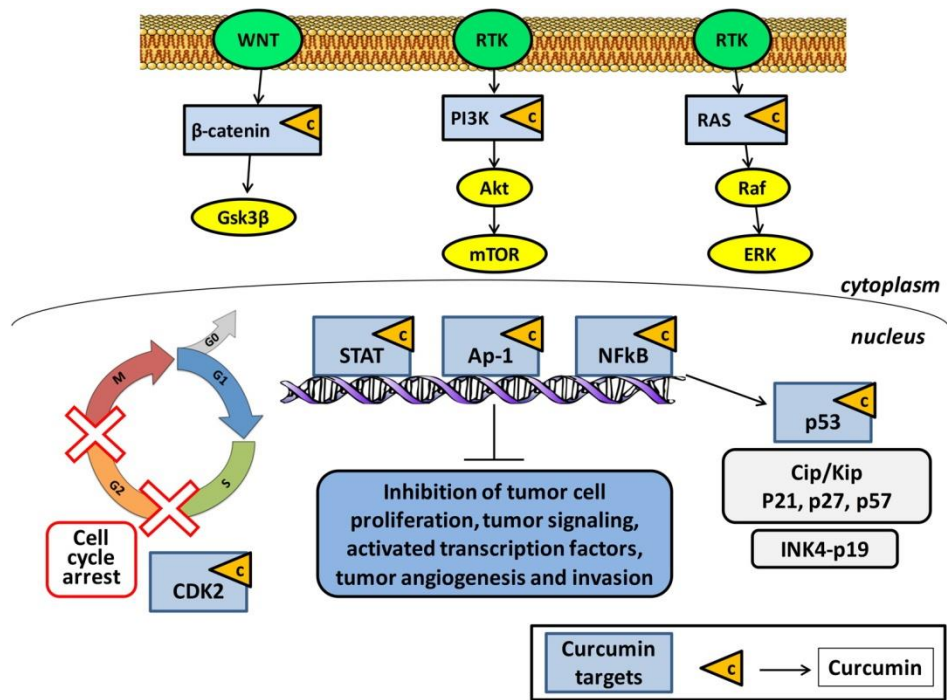 WNT
RTK
RTK
β-catenin
C
PI3K
C
RAS
C
Gsk3β
Akt
Raf
mTOR
ERK
cytoplasm
nucleus
G0
M
G1
G2
S
STAT
C
Ap-1
C
NFkB
C
p53
C
Cip/Kip
P21, p27, p57
INK4-p19
Inhibition of tumor cell
proliferation, tumor signaling,
activated transcription factors,
tumor angiogenesis and invasion
Cell
cycle
arrest
CDK2
C
Curcumin
targets
C
Curcumin